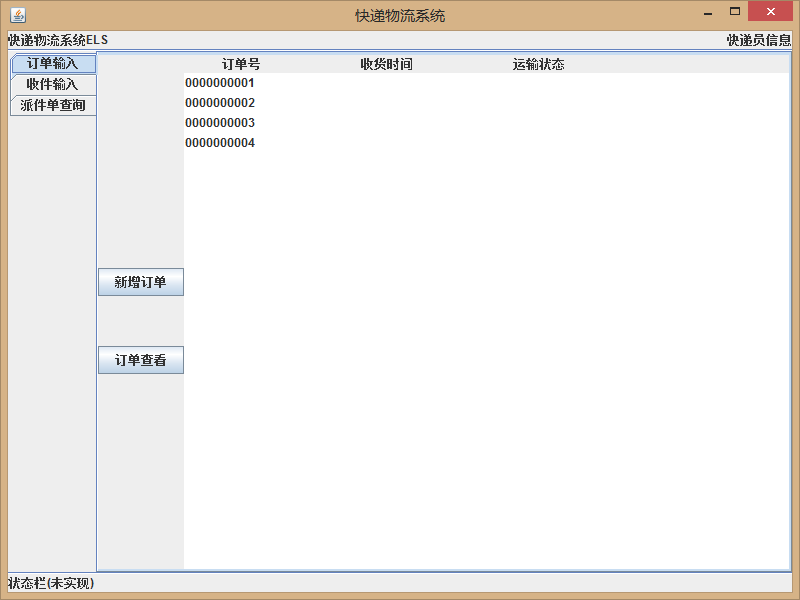 快递物流系统
快递物流系统ELS
快递员信息
订单输入
收件输入
派件单查询
订单号 收货时间 运输状态
0000000001
0000000002
0000000003
0000000004
新增订单
订单查看
状态栏(未实现)